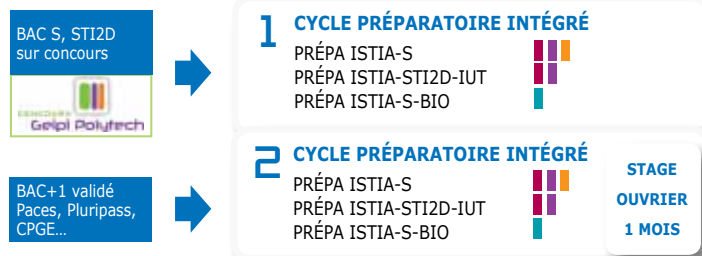 BAC S, STI2D
sur concours
CONCOURS
Geipi Polytech
1 CYCLE PRÉPARATOIRE INTÉGRÉ
PRÉPA ISTIA-S
PRÉPA ISTIA-STI2D-IUT
PRÉPA ISTIA-S-BIO
BAC+1 validé
Paces, Pluripass,
CPGE...
2 CYCLE PRÉPARATOIRE INTÉGRÉ
PRÉPA ISTIA-S
PRÉPA ISTIA-STI2D-IUT
PRÉPA ISTIA-S-BIO
STAGE
OUVRIER
1 MOIS